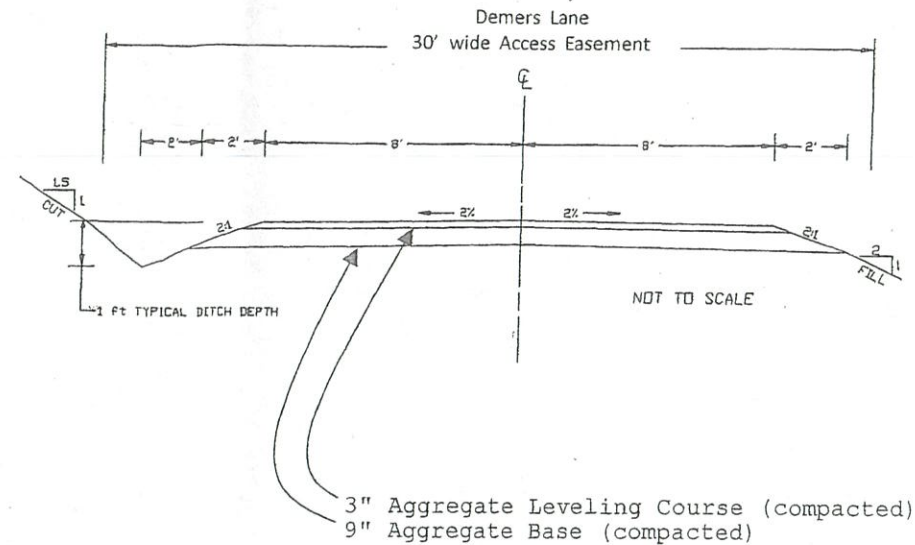 Demers Lane
30' wide Access Easement
℄
2' 2' 8' 8' 2'
1.5
1
CUT
2:1
2% 2%
2:1
2
1
FILL
1 Ft TYPICAL DITCH DEPTH
NOT TO SCALE
3" Aggregate Leveling Course (compacted)
9" Aggregate Base (compacted)